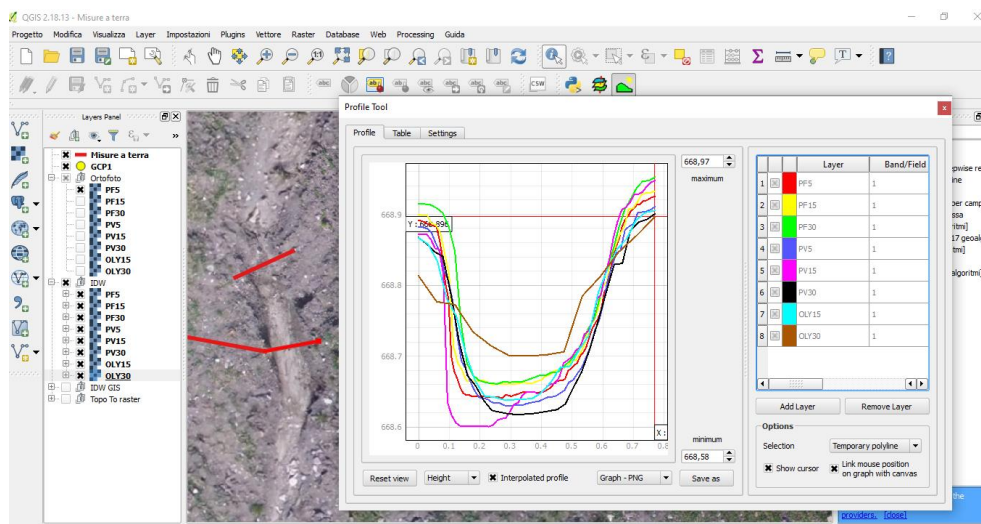 QGIS 2.18.13 - Misure a terra
Progetto Modifica Visualizza Layer Impostazioni Plugins Vettore Raster Database Web Processing Guida
CSW
Layers Panel
Misure a terra
GCP1
Ortofoto
PF5
PF15
PF30
PV5
PV15
PV30
OLY15
OLY30
IDW
PF5
PF15
PF30
PV5
PV15
PV30
OLY15
OLY30
IDW GIS
Topo To raster
Profile Tool
Profile Table Settings
668,97
maximum
668.9
668.8
668.7
668.6
0 0.1 0.2 0.3 0.4 0.5 0.6 0.7 0.8
X :
minimum
668,58
Reset view Height Interpolated profile Graph - PNG Save as
Layer Band/Field
1 PF5 1
2 PF15 1
3 PF30 1
4 PV5 1
5 PV15 1
6 PV30 1
7 OLY15 1
8 OLY30 1
Add Layer Remove Layer
Options
Selection Temporary polyline
Show cursor Link mouse position
on graph with canvas
providers. [close]